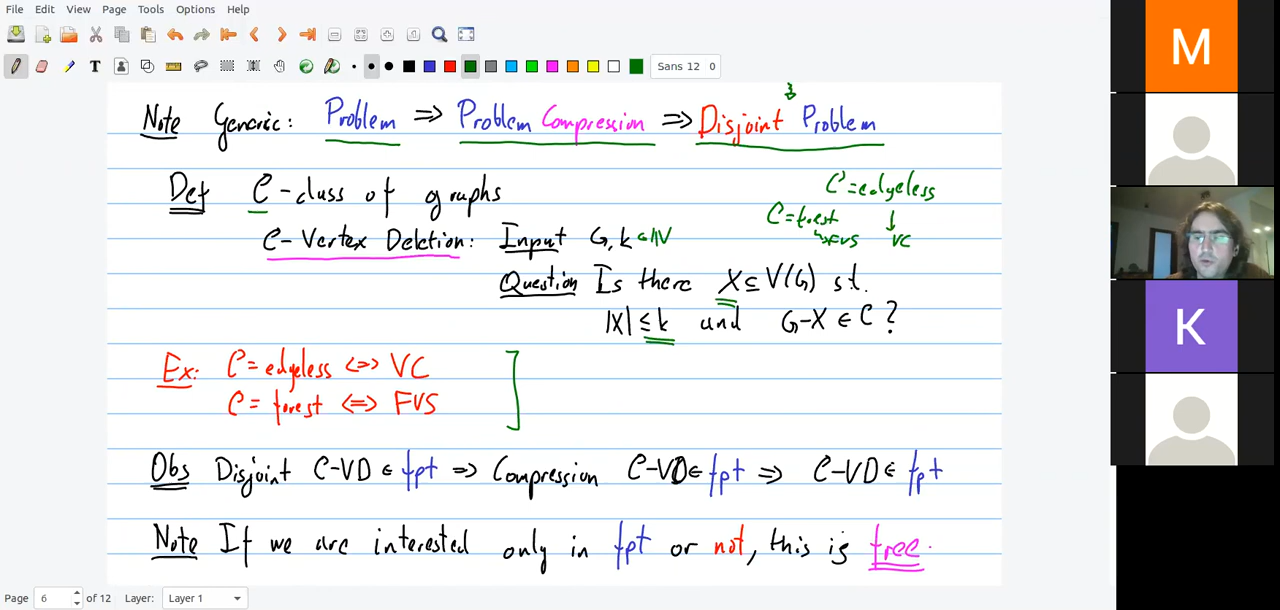 File Edit View Page Tools Options Help
Sans 12 0
Note Generic: Problem ⇒ Problem Compression ⇒ Disjoint Problem
Def C-class of graphs
C=edgeless
C=forest
↳FVS
↓
VC
C-Vertex Deletion: Input G, k ∈ ℕ
Question Is there X ⊆ V(G) s.t.
|X| ≤ k and G-X ∈ C?
Ex: C = edgeless ⇔ VC
C = forest ⇔ FVS
Obs Disjoint C-VD ∈ fpt ⇒ Compression C-VD ∈ fpt ⇒ C-VD ∈ fpt
Note If we are interested only in fpt or not, this is free.
Page 6 of 12 Layer: Layer 1
M
K